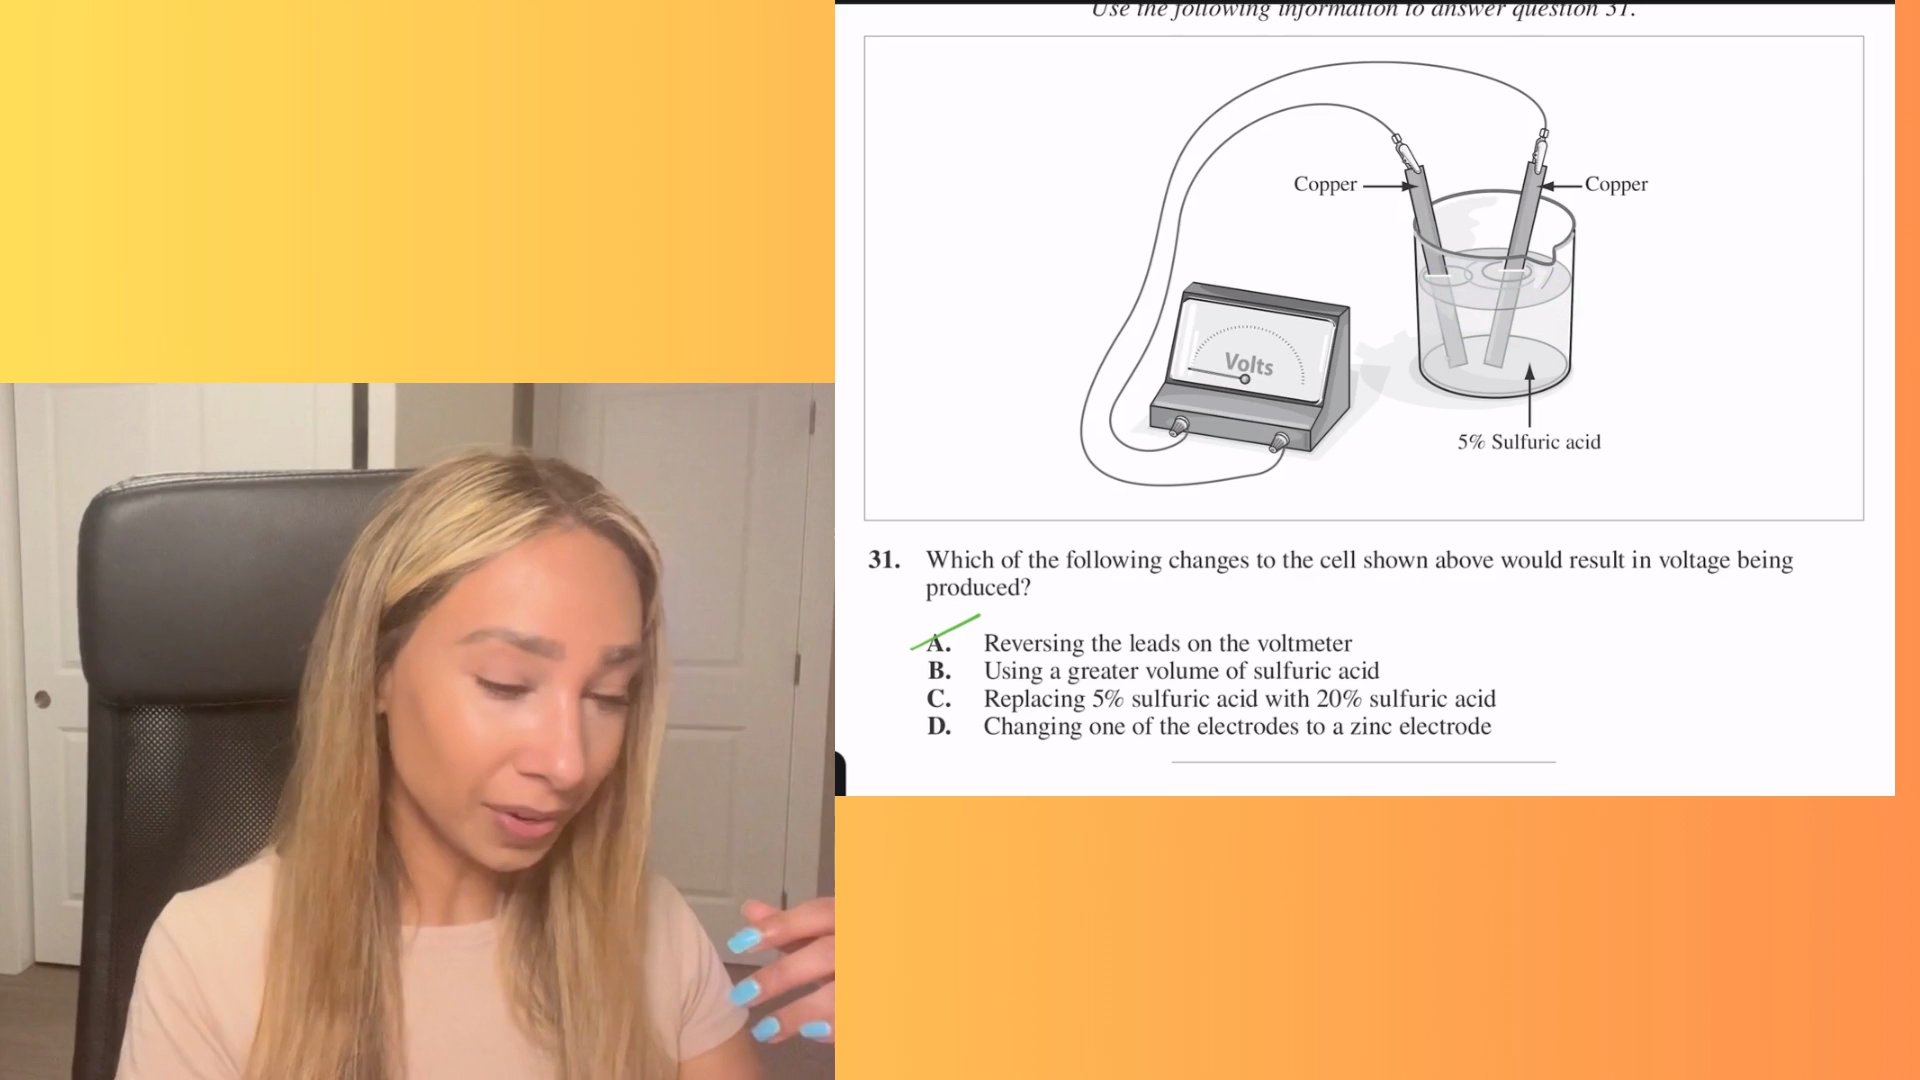 Use the following information to answer question 31.
Copper
Copper
Volts
5% Sulfuric acid
31. Which of the following changes to the cell shown above would result in voltage being
produced?
A. Reversing the leads on the voltmeter
B. Using a greater volume of sulfuric acid
C. Replacing 5% sulfuric acid with 20% sulfuric acid
D. Changing one of the electrodes to a zinc electrode